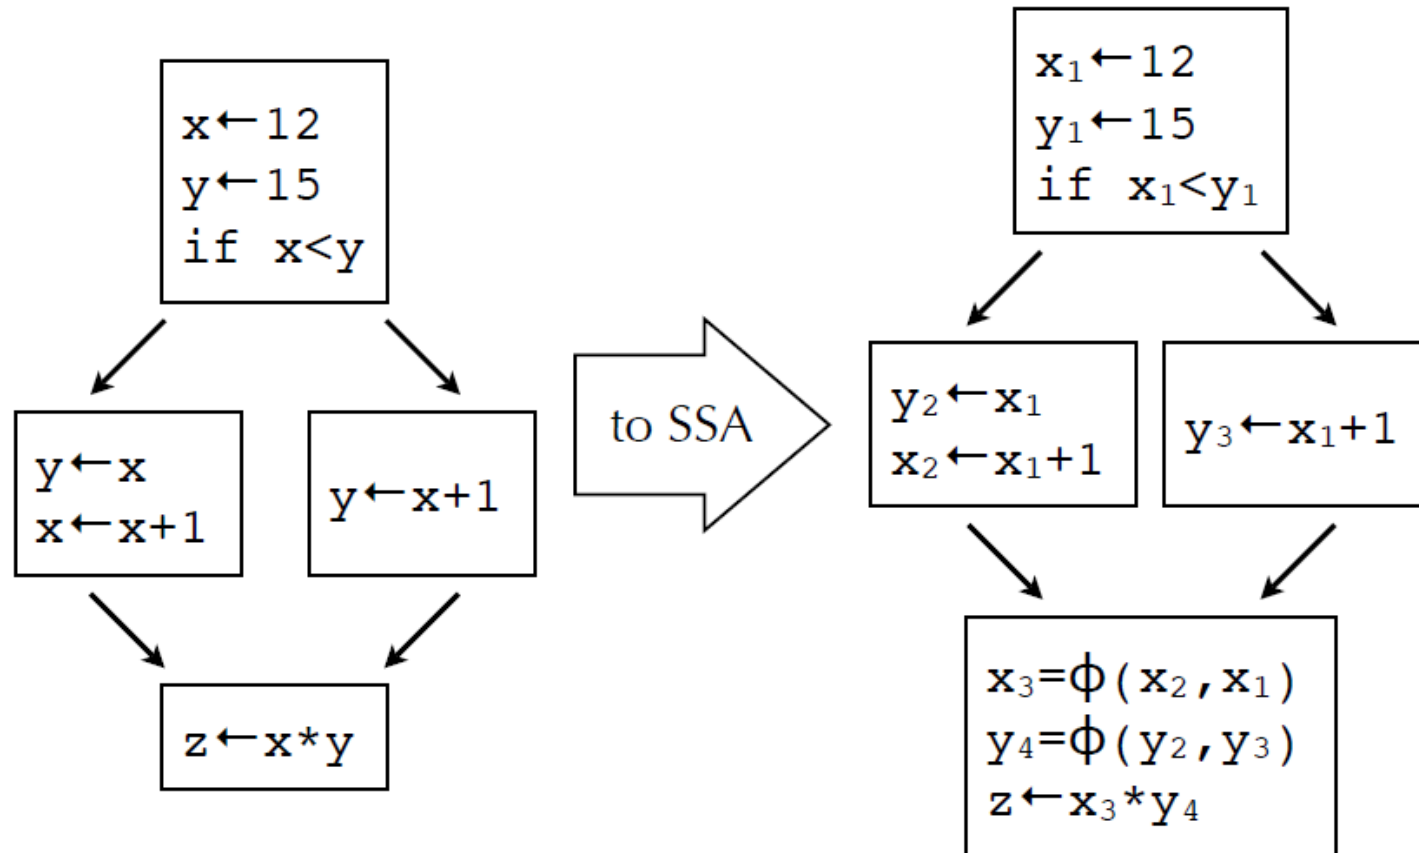 x←12
y←15
if x<y
y←x
x←x+1
y←x+1
z←x*y
to SSA
x₁←12
y₁←15
if x₁<y₁
y₂←x₁
x₂←x₁+1
y₃←x₁+1
x₃=ϕ(x₂,x₁)
y₄=ϕ(y₂,y₃)
z←x₃*y₄